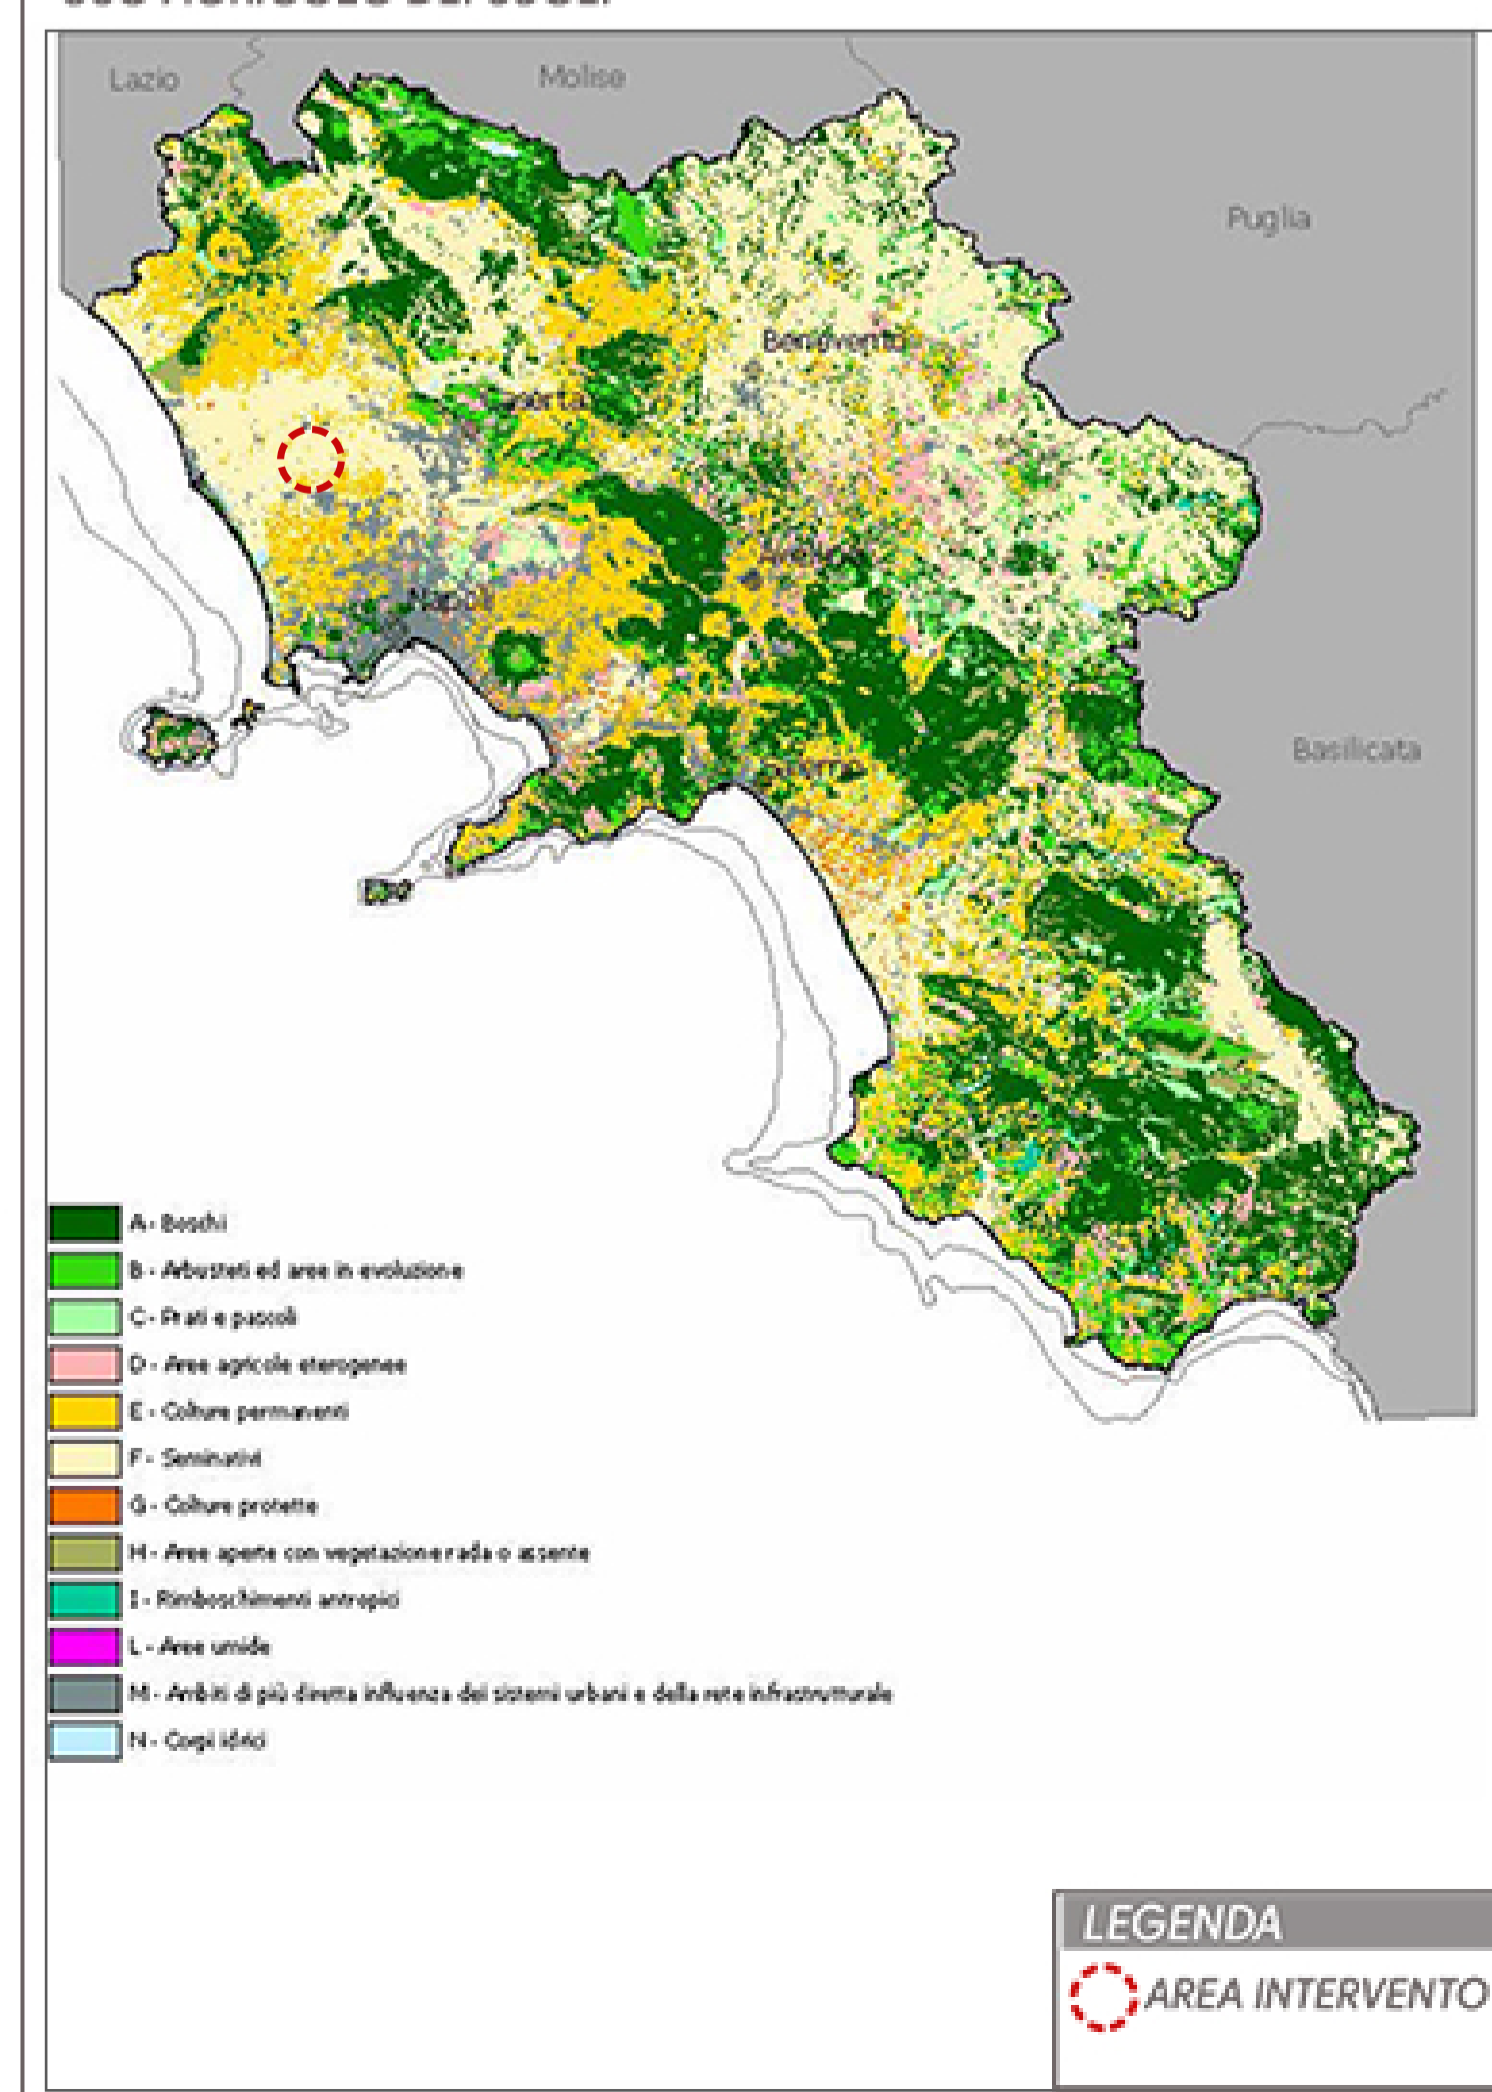 Lazio
Molise
Puglia
Benevento
Basilicata
A - Boschi
B - Arbusteti ed aree in evoluzione
C - Prati e pascoli
D - Aree agricole eterogenee
E - Colture permanenti
F - Seminativi
G - Colture protette
H - Aree aperte con vegetazione rada o assente
I - Rimboschimenti antropici
L - Aree umide
M - Ambiti di più diretta influenza dei sistemi urbani e della rete infrastrutturale
N - Corpi idrici
LEGENDA
AREA INTERVENTO